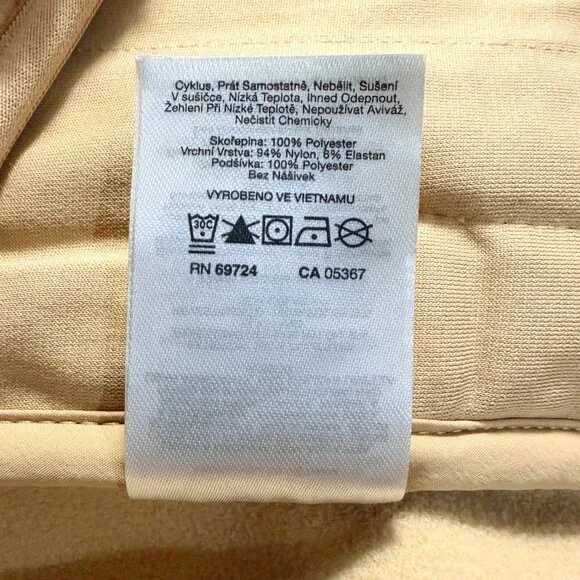 Cyklus, Prát Samostatně, Nebělit, Sušení
V sušičce, Nízká Teplota, Ihned Odepnout,
Žehlení Při Nízké Teplotě, Nepoužívat Aviváž,
Nečistit Chemicky
Skořepina: 100% Polyester
Vrchní Vrstva: 94% Nylon, 6% Elastan
Podšívka: 100% Polyester
Bez Nášivek
VYROBENO VE VIETNAMU
30C
RN 69724 CA 05367